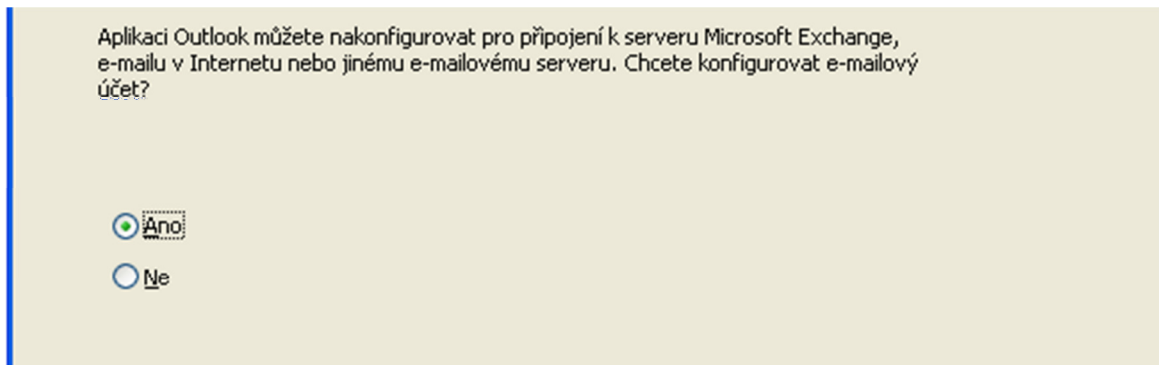 Aplikaci Outlook můžete nakonfigurovat pro připojení k serveru Microsoft Exchange,
e-mailu v Internetu nebo jinému e-mailovému serveru. Chcete konfigurovat e-mailový
účet?
Ano
Ne